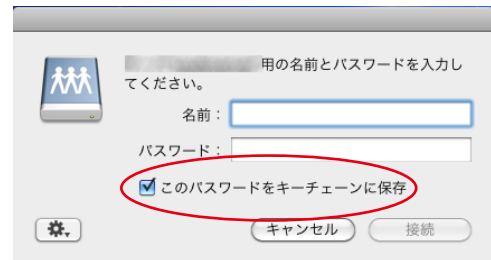 用の名前とパスワードを入力し
てください。
名前：
パスワード：
このパスワードをキーチェーンに保存
キャンセル
接続